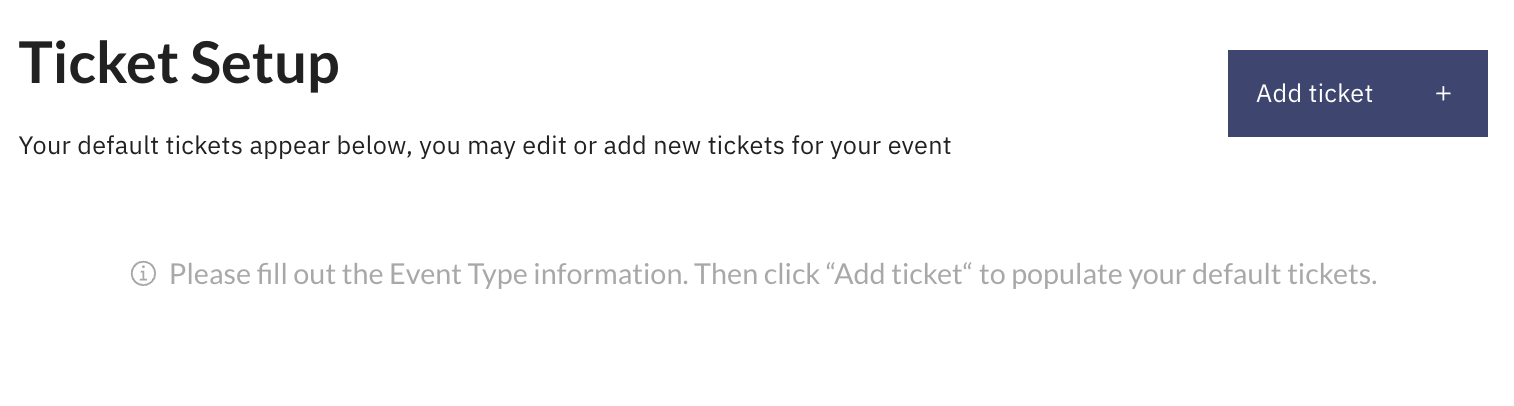 Ticket Setup
Add ticket +
Your default tickets appear below, you may edit or add new tickets for your event
Please fill out the Event Type information. Then click “Add ticket“ to populate your default tickets.